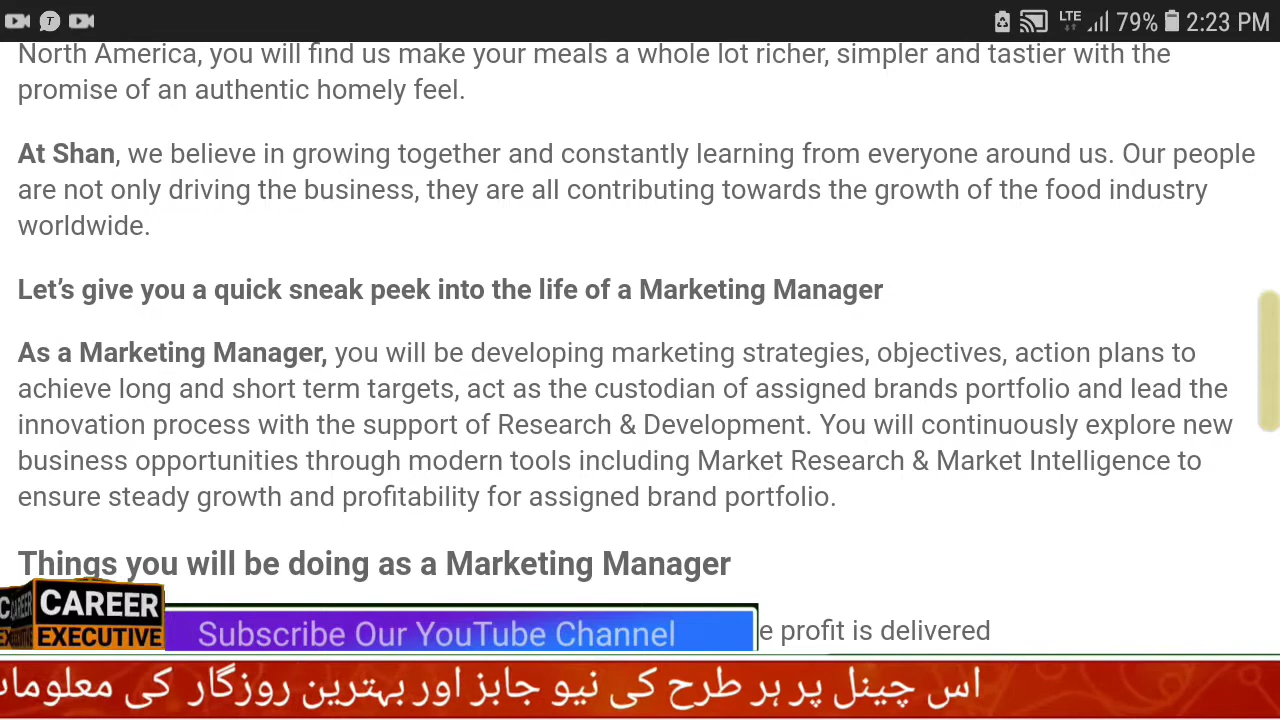 LTE 79% 2:23 PM
North America, you will find us make your meals a whole lot richer, simpler and tastier with the
promise of an authentic homely feel.
At Shan, we believe in growing together and constantly learning from everyone around us. Our people
are not only driving the business, they are all contributing towards the growth of the food industry
worldwide.
Let’s give you a quick sneak peek into the life of a Marketing Manager
As a Marketing Manager, you will be developing marketing strategies, objectives, action plans to
achieve long and short term targets, act as the custodian of assigned brands portfolio and lead the
innovation process with the support of Research & Development. You will continuously explore new
business opportunities through modern tools including Market Research & Market Intelligence to
ensure steady growth and profitability for assigned brand portfolio.
Things you will be doing as a Marketing Manager
CAREER
EXECUTIVE
Subscribe Our YouTube Channel
e profit is delivered
اس چینل پر ہر طرح کی نیو جابز اور بہترین روزگار کی معلومات